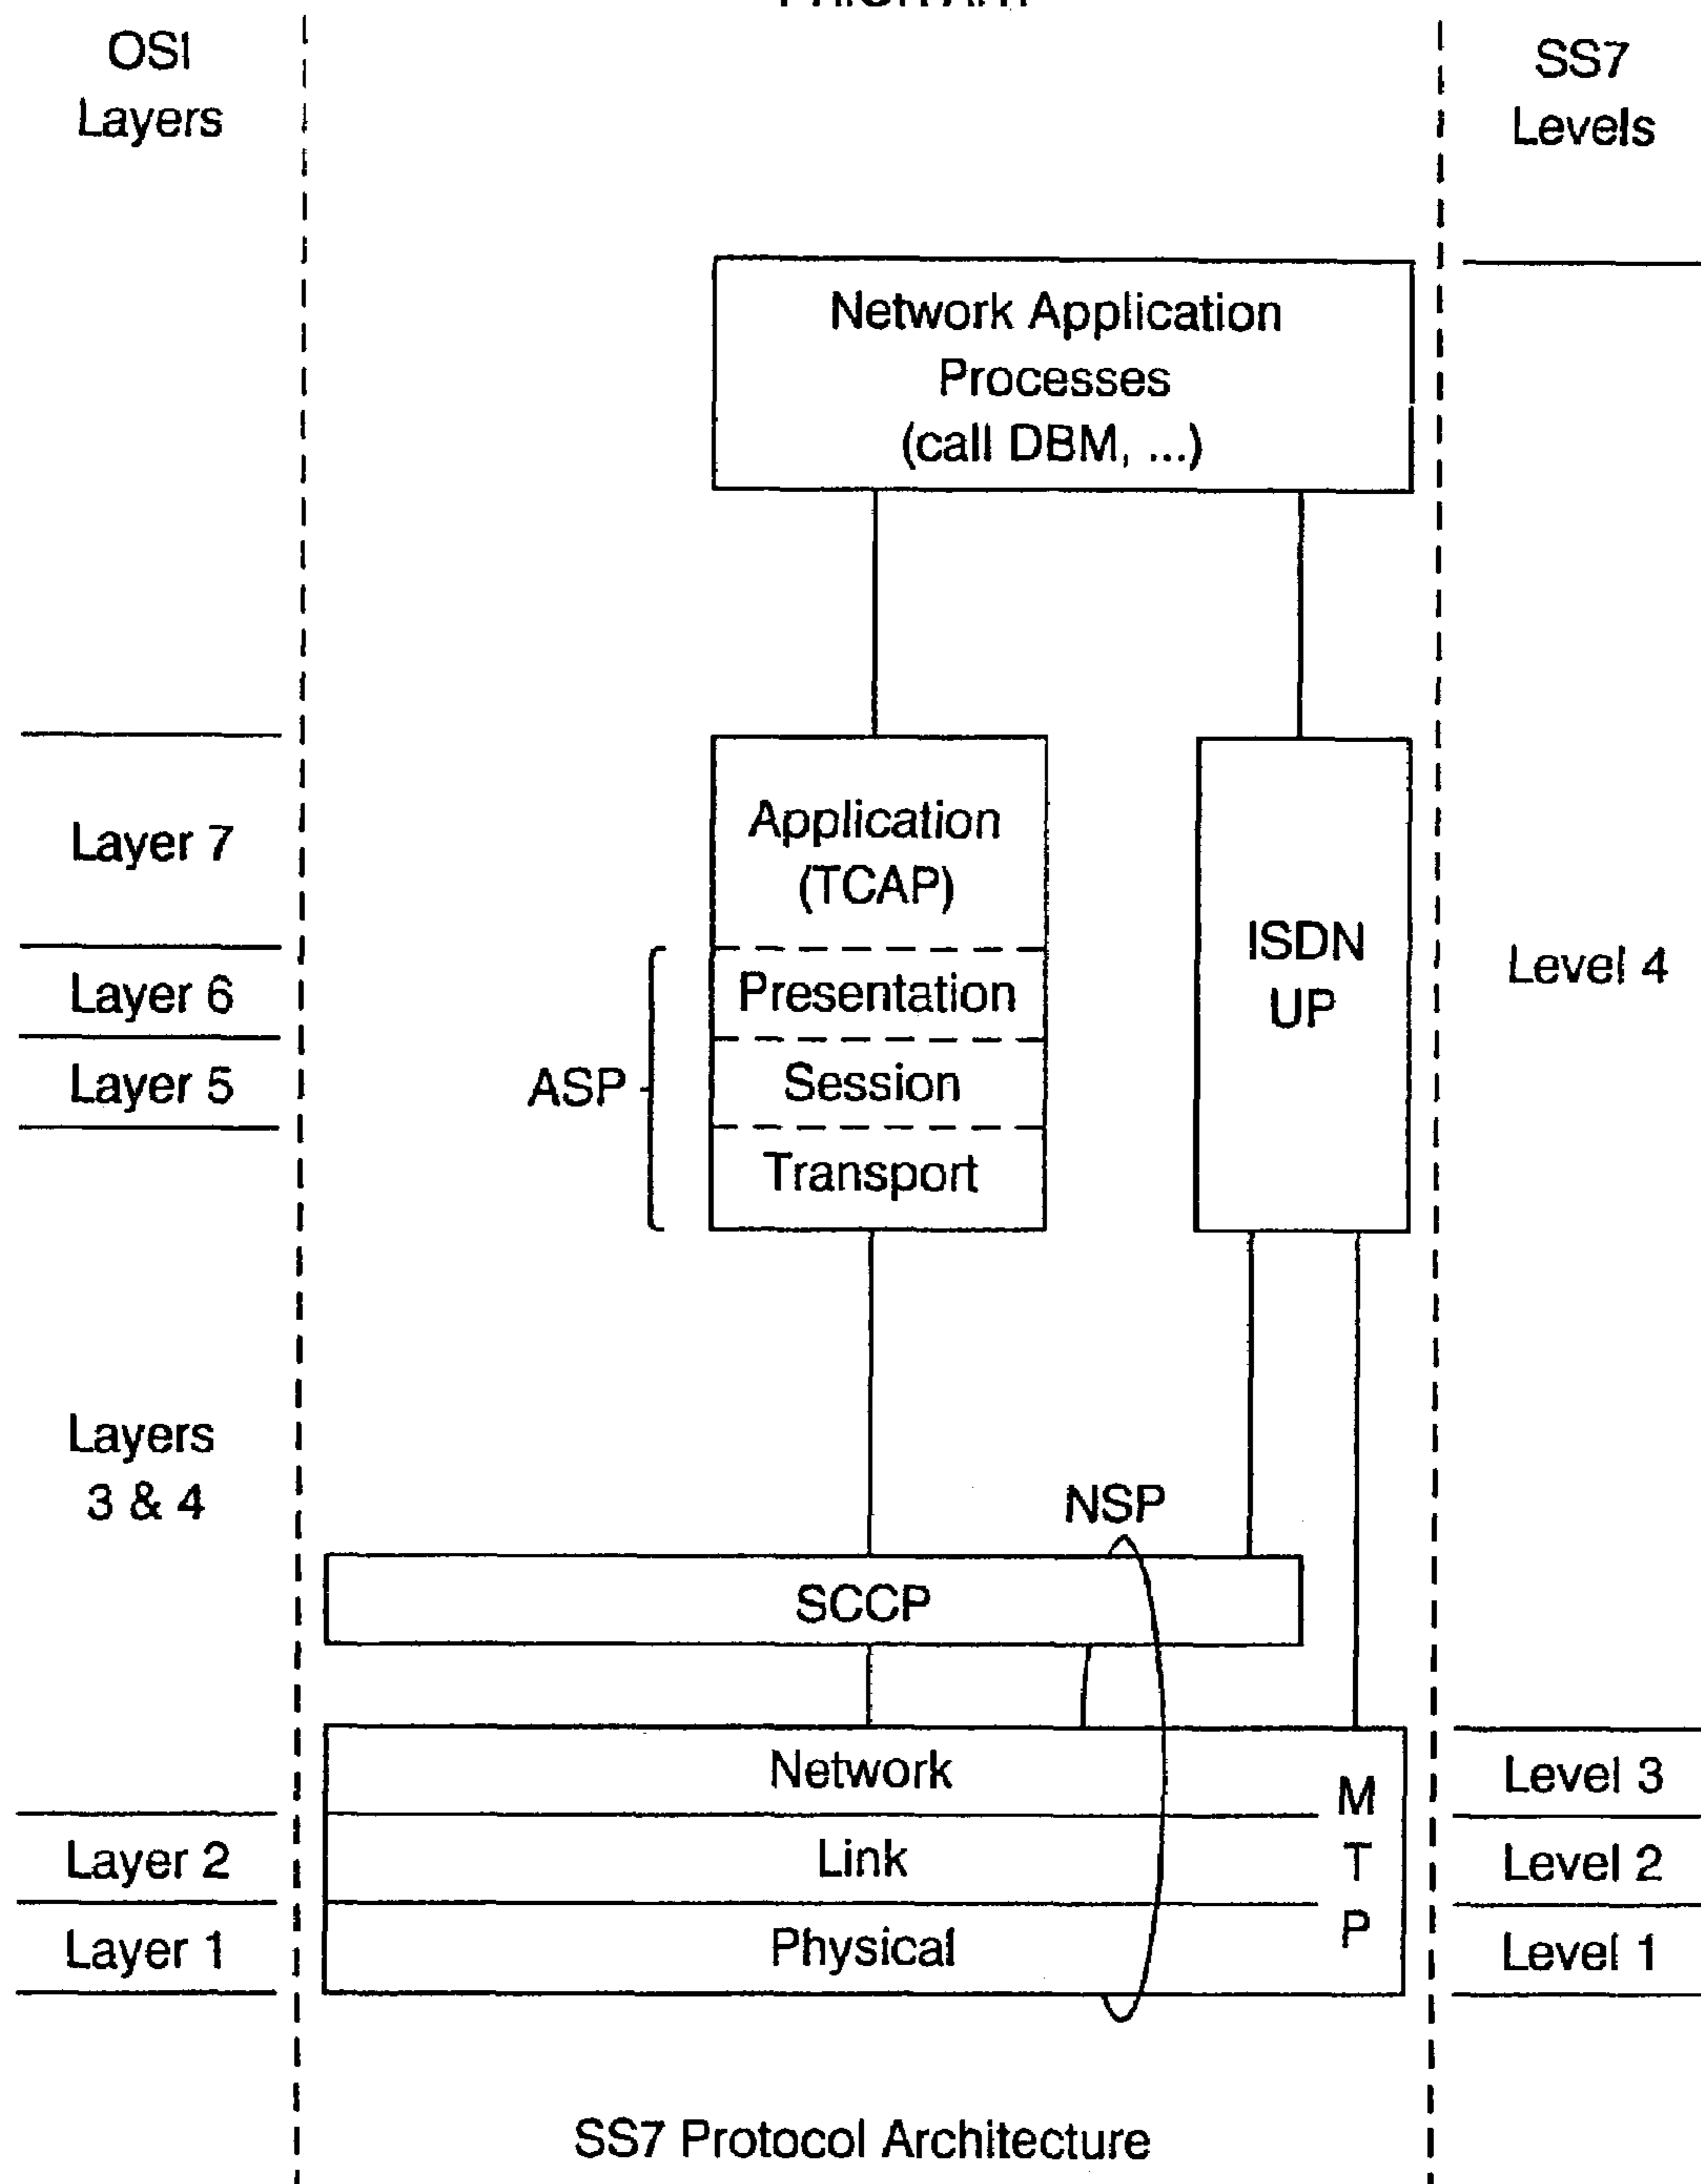 OSI
Layers
SS7
Levels
Network Application
Processes
(call DBM, ...)
Layer 7
Application
(TCAP)
ISDN
UP
Level 4
Layer 6
Presentation
Layer 5
ASP
Session
Transport
Layers
3 & 4
NSP
SCCP
Network
Level 3
Layer 2
Link
Level 2
Layer 1
Physical
Level 1
M
T
P
SS7 Protocol Architecture